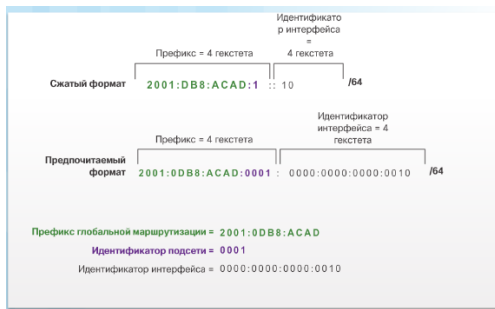 Идентификато
р интерфейса
=
Префикс = 4 гекстета
4 гекстета
Сжатый формат
2001:DB8:ACAD:1 :: 10
/64
Идентификатор
интерфейса = 4
гекстета
Префикс = 4 гекстета
Предпочитаемый
формат
2001:0DB8:ACAD:0001 : 0000:0000:0000:0010
/64
Префикс глобальной маршрутизации = 2001:0DB8:ACAD
Идентификатор подсети = 0001
Идентификатор интерфейса = 0000:0000:0000:0010